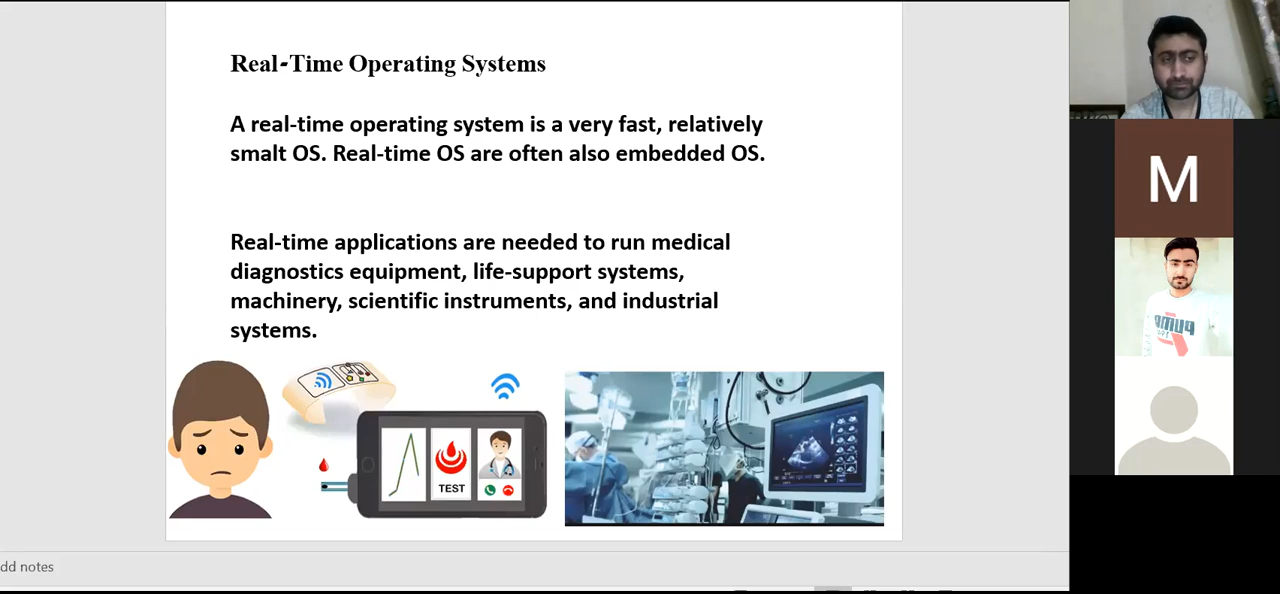 Real-Time Operating Systems
A real-time operating system is a very fast, relatively
smalt OS. Real-time OS are often also embedded OS.
Real-time applications are needed to run medical
diagnostics equipment, life-support systems,
machinery, scientific instruments, and industrial
systems.
TEST
dd notes
M
PUMA